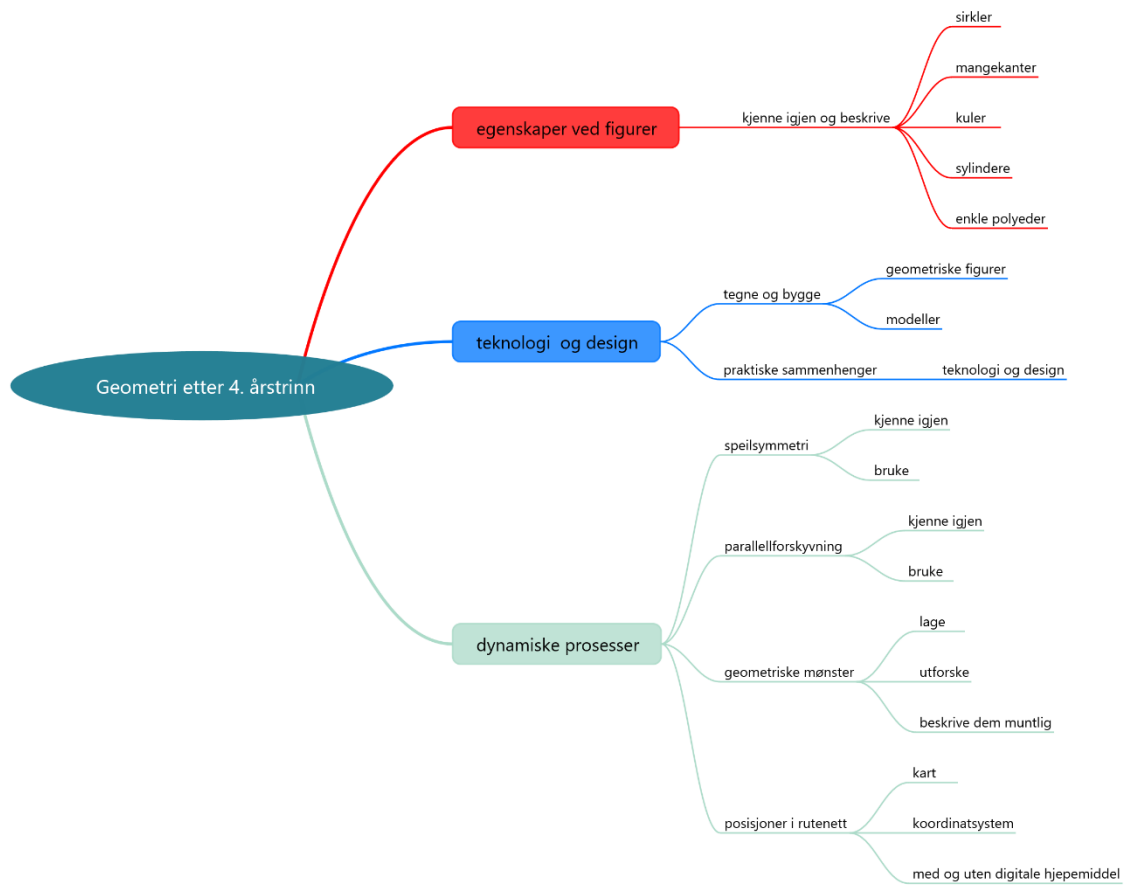 Geometri etter 4. årstrinn
egenskaper ved figurer
kjenne igjen og beskrive
sirkler
mangekanter
kuler
sylindere
enkle polyeder
teknologi og design
tegne og bygge
geometriske figurer
modeller
praktiske sammenhenger
teknologi og design
dynamiske prosesser
speilsymmetri
kjenne igjen
bruke
parallellforskyvning
kjenne igjen
bruke
geometriske mønster
lage
utforske
beskrive dem muntlig
posisjoner i rutenett
kart
koordinatsystem
med og uten digitale hjepemiddel